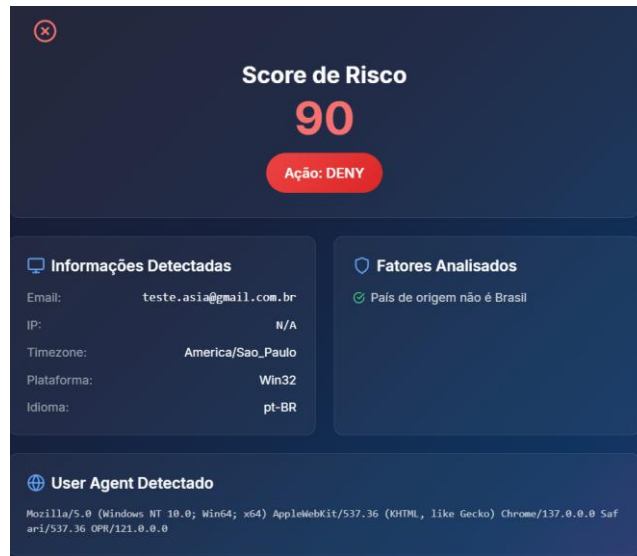 Score de Risco
90
Ação: DENY
Informações Detectadas
Email: teste.asia@gmail.com.br
IP: N/A
Timezone: America/Sao_Paulo
Plataforma: Win32
Idioma: pt-BR
Fatores Analisados
País de origem não é Brasil
User Agent Detectado
Mozilla/5.0 (Windows NT 10.0; Win64; x64) AppleWebKit/537.36 (KHTML, like Gecko) Chrome/137.0.0.0 Saf
ari/537.36 OPR/121.0.0.0